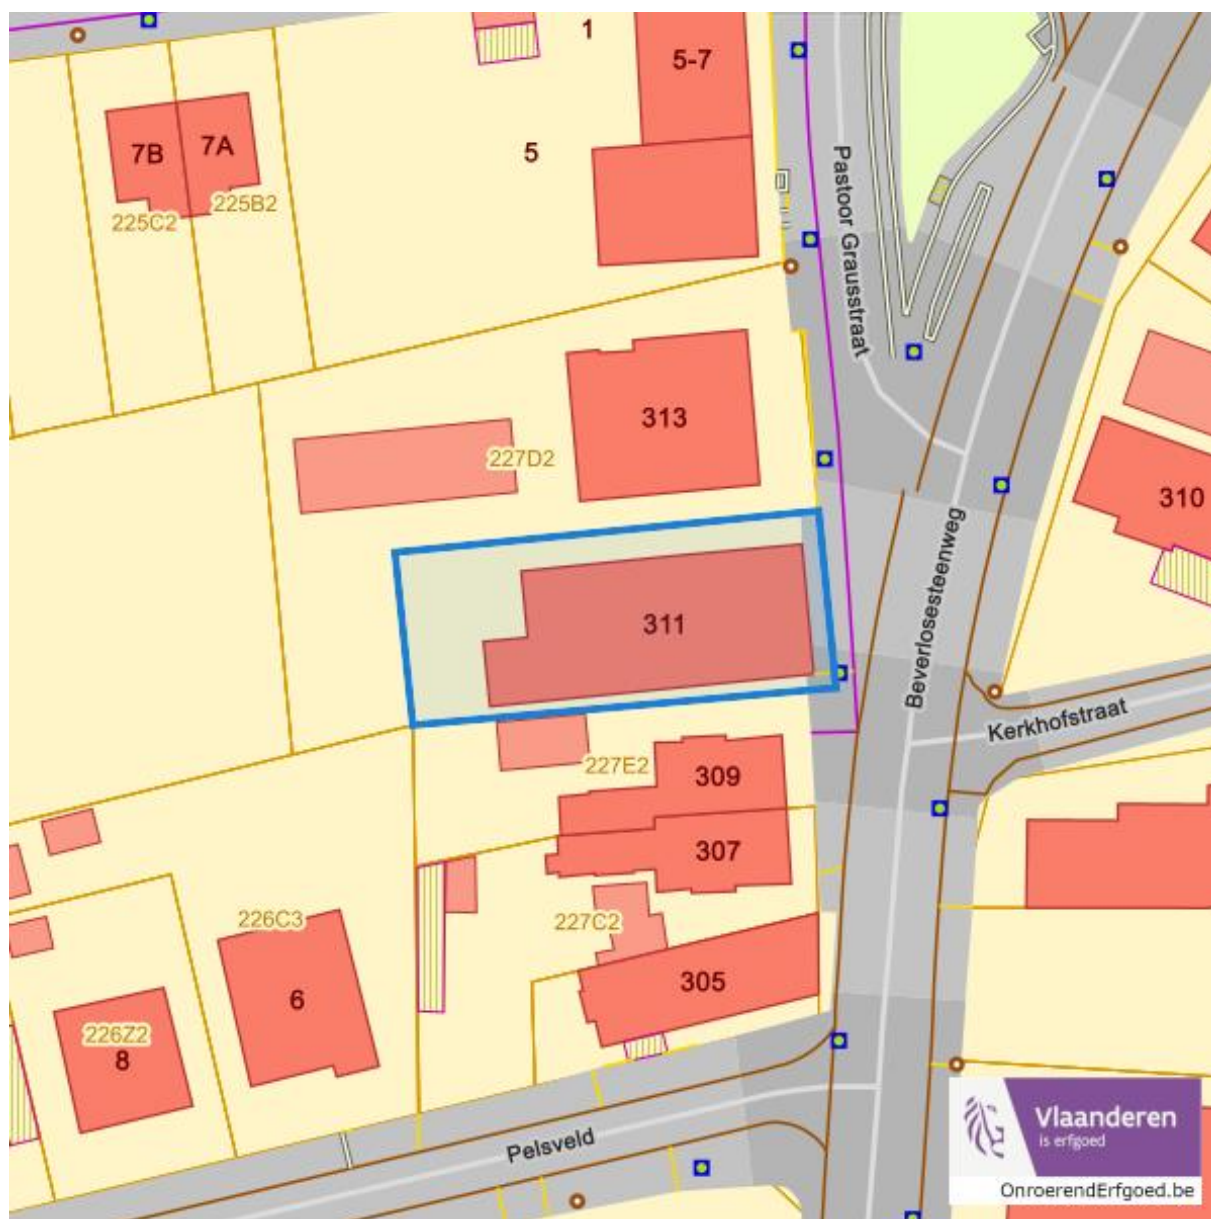 1
5-7
7B
7A
5
225C2
225B2
Pastoor Grausstraat
313
227D2
310
311
Beverlosesteenweg
Kerkhofstraat
227E2
309
307
226C3
227C2
305
6
226Z2
8
Pelsveld
Vlaanderen
is erfgoed
OnroerendErfgoed.be